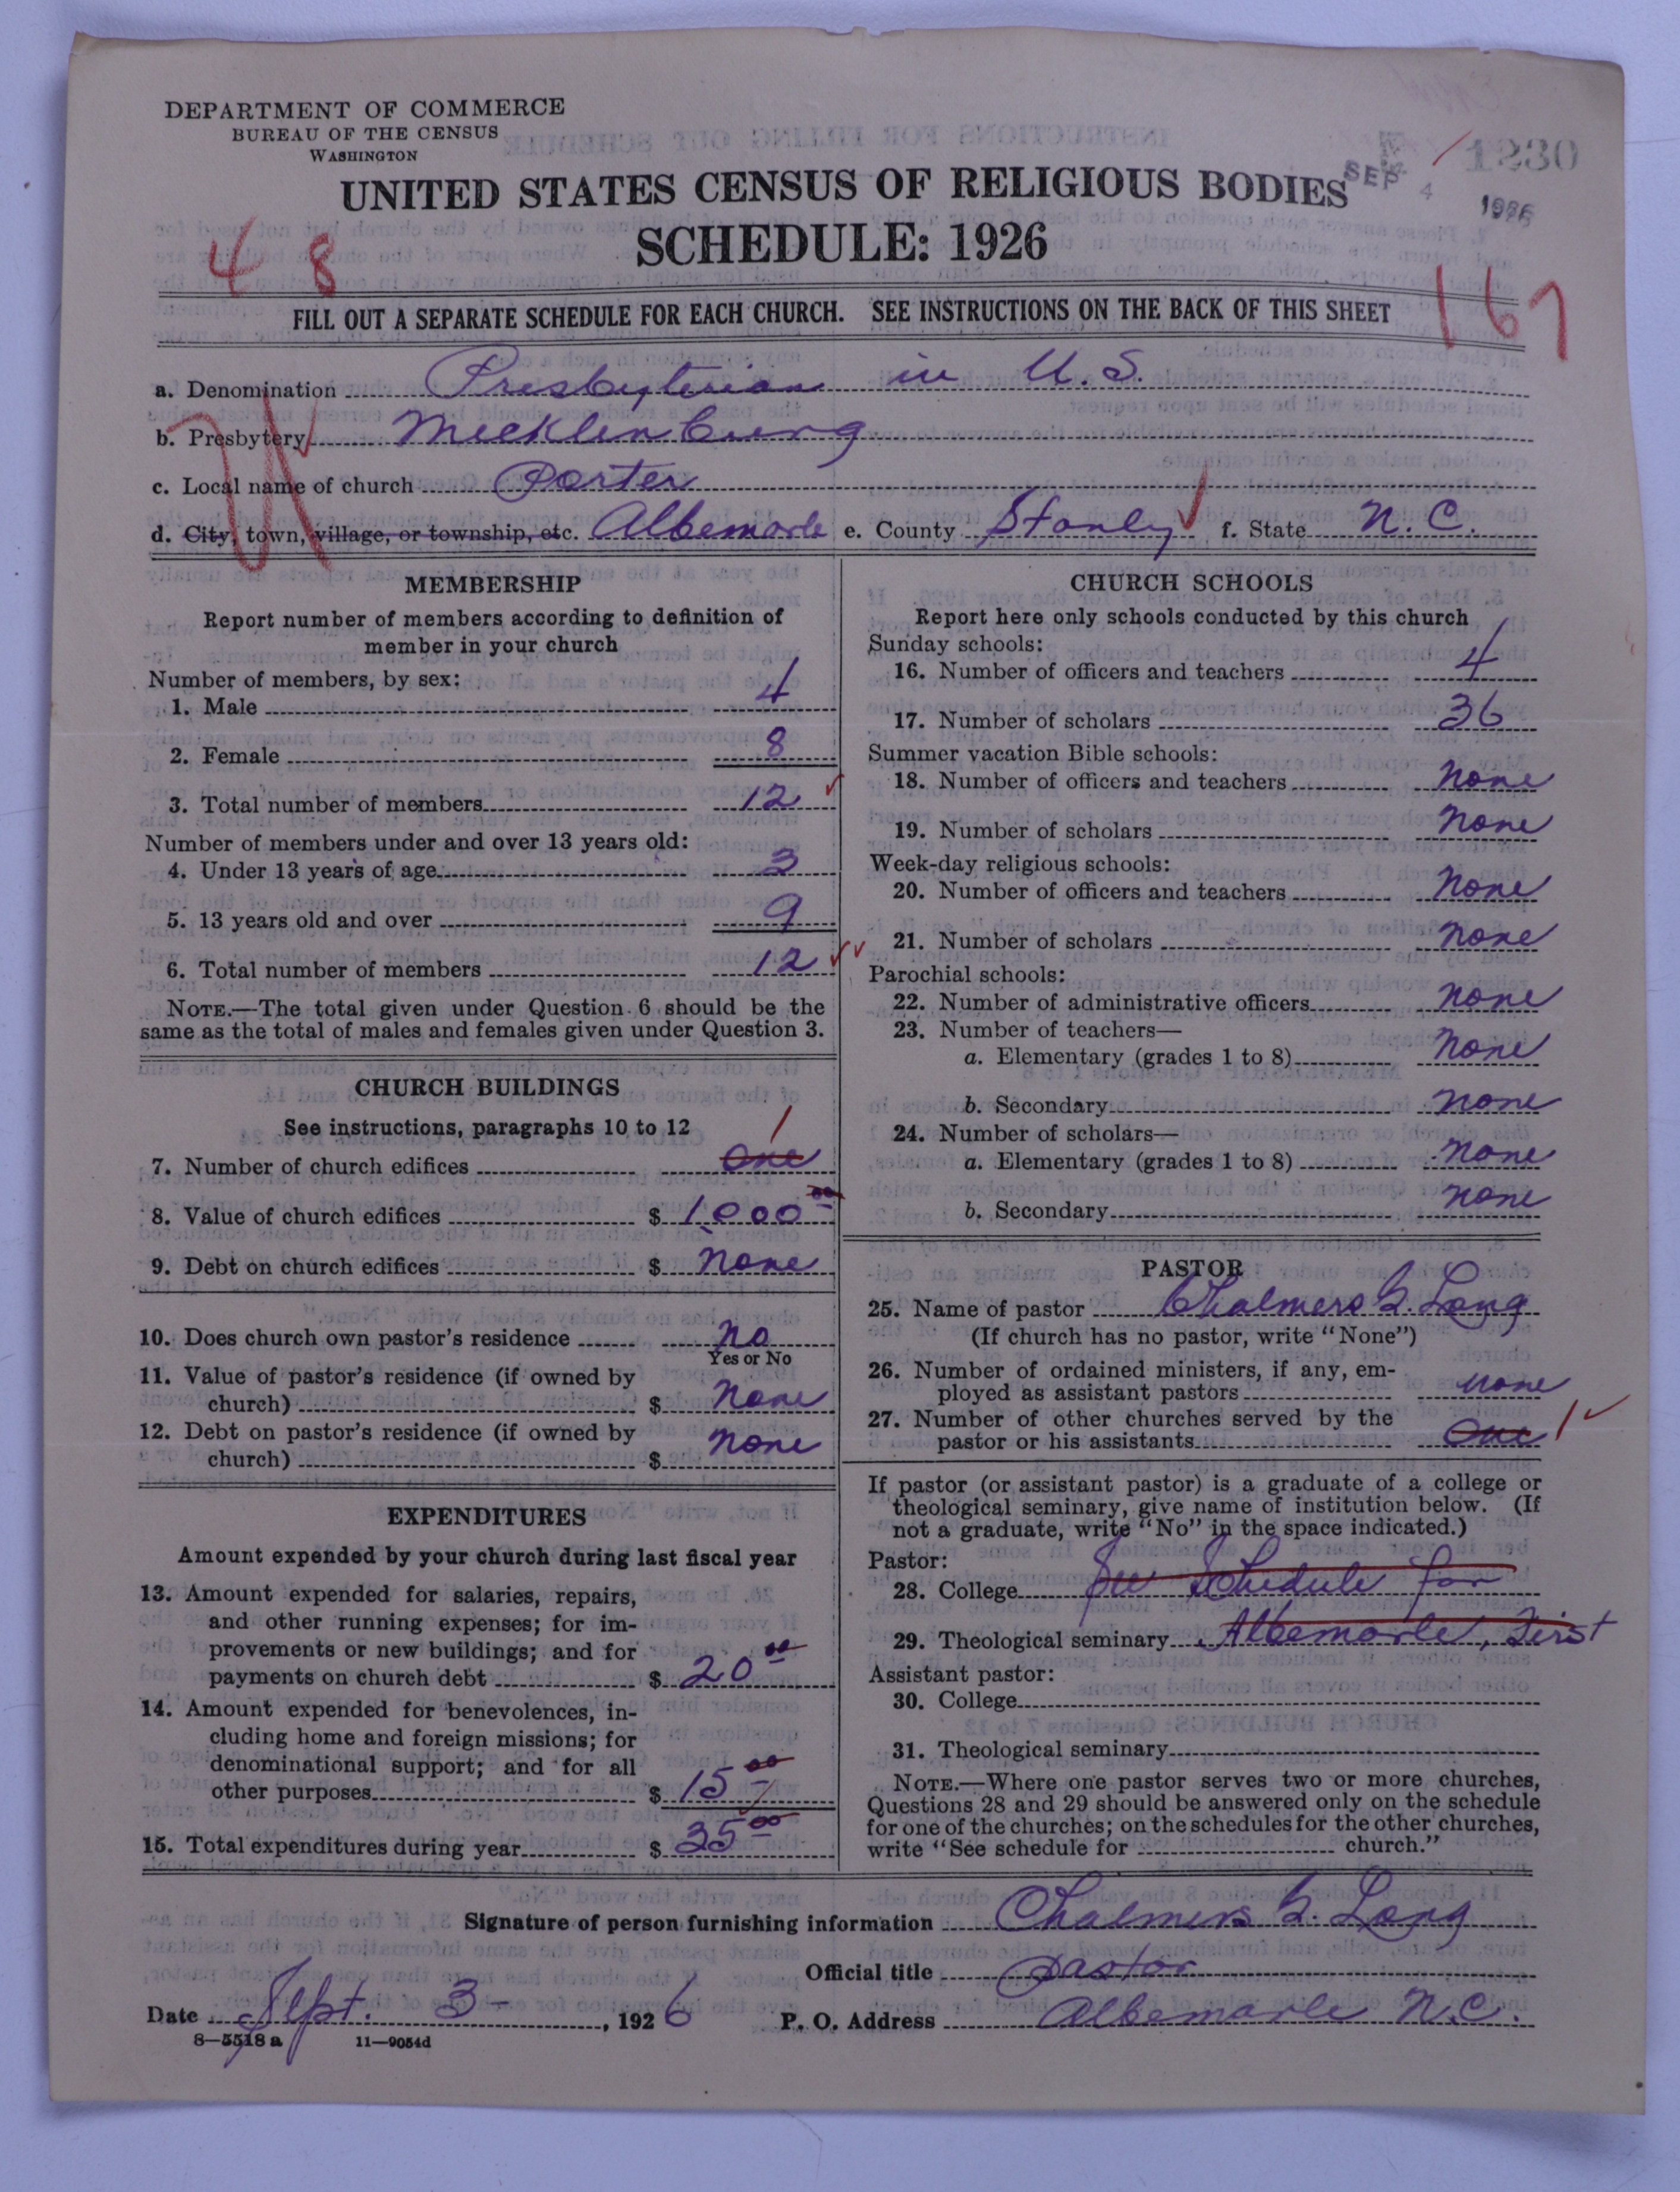 DEPARTMENT OF COMMERCE
BUREAU OF THE CENSUS
WASHINGTON
1230
SEP 4 1926
UNITED STATES CENSUS OF RELIGIOUS BODIES
SCHEDULE: 1926
4 8
167
FILL OUT A SEPARATE SCHEDULE FOR EACH CHURCH. SEE INSTRUCTIONS ON THE BACK OF THIS SHEET
a. Denomination Presbyterian in U.S.
b. Presbytery Mecklenburg
c. Local name of church Porter
d. City, town, village, or township, etc. Albemarle e. County Stanly f. State N.C.
MEMBERSHIP
Report number of members according to definition of
member in your church
Number of members, by sex:
1. Male 4
2. Female 8
3. Total number of members 12
Number of members under and over 13 years old:
4. Under 13 years of age 3
5. 13 years old and over 9
6. Total number of members 12
NOTE.—The total given under Question 6 should be the
same as the total of males and females given under Question 3.
CHURCH BUILDINGS
See instructions, paragraphs 10 to 12
1
7. Number of church edifices One
8. Value of church edifices $ 1000 00
9. Debt on church edifices $ None
10. Does church own pastor's residence No
Yes or No
11. Value of pastor's residence (if owned by
church) $ None
12. Debt on pastor's residence (if owned by
church) $ None
EXPENDITURES
Amount expended by your church during last fiscal year
13. Amount expended for salaries, repairs,
and other running expenses; for im-
provements or new buildings; and for
payments on church debt $ 20 00
14. Amount expended for benevolences, in-
cluding home and foreign missions; for
denominational support; and for all
other purposes $ 15 00
15. Total expenditures during year $ 35 00
CHURCH SCHOOLS
Report here only schools conducted by this church
Sunday schools:
16. Number of officers and teachers 4
17. Number of scholars 36
Summer vacation Bible schools:
18. Number of officers and teachers None
19. Number of scholars None
Week-day religious schools:
20. Number of officers and teachers None
21. Number of scholars None
Parochial schools:
22. Number of administrative officers None
23. Number of teachers—
a. Elementary (grades 1 to 8) None
b. Secondary None
24. Number of scholars—
a. Elementary (grades 1 to 8) None
b. Secondary None
PASTOR
25. Name of pastor Chalmers G. Long
(If church has no pastor, write "None")
26. Number of ordained ministers, if any, em-
ployed as assistant pastors None
27. Number of other churches served by the
pastor or his assistants One 1
If pastor (or assistant pastor) is a graduate of a college or
theological seminary, give name of institution below. (If
not a graduate, write "No" in the space indicated.)
Pastor:
28. College See Schedule for
29. Theological seminary Albemarle, First
Assistant pastor:
30. College
31. Theological seminary
NOTE.—Where one pastor serves two or more churches,
Questions 28 and 29 should be answered only on the schedule
for one of the churches; on the schedules for the other churches,
write "See schedule for church."
Signature of person furnishing information Chalmers G. Long
Official title Pastor
Date Sept. 3-, 1926 P. O. Address Albemarle N.C.
8—5518 a 11—9054d